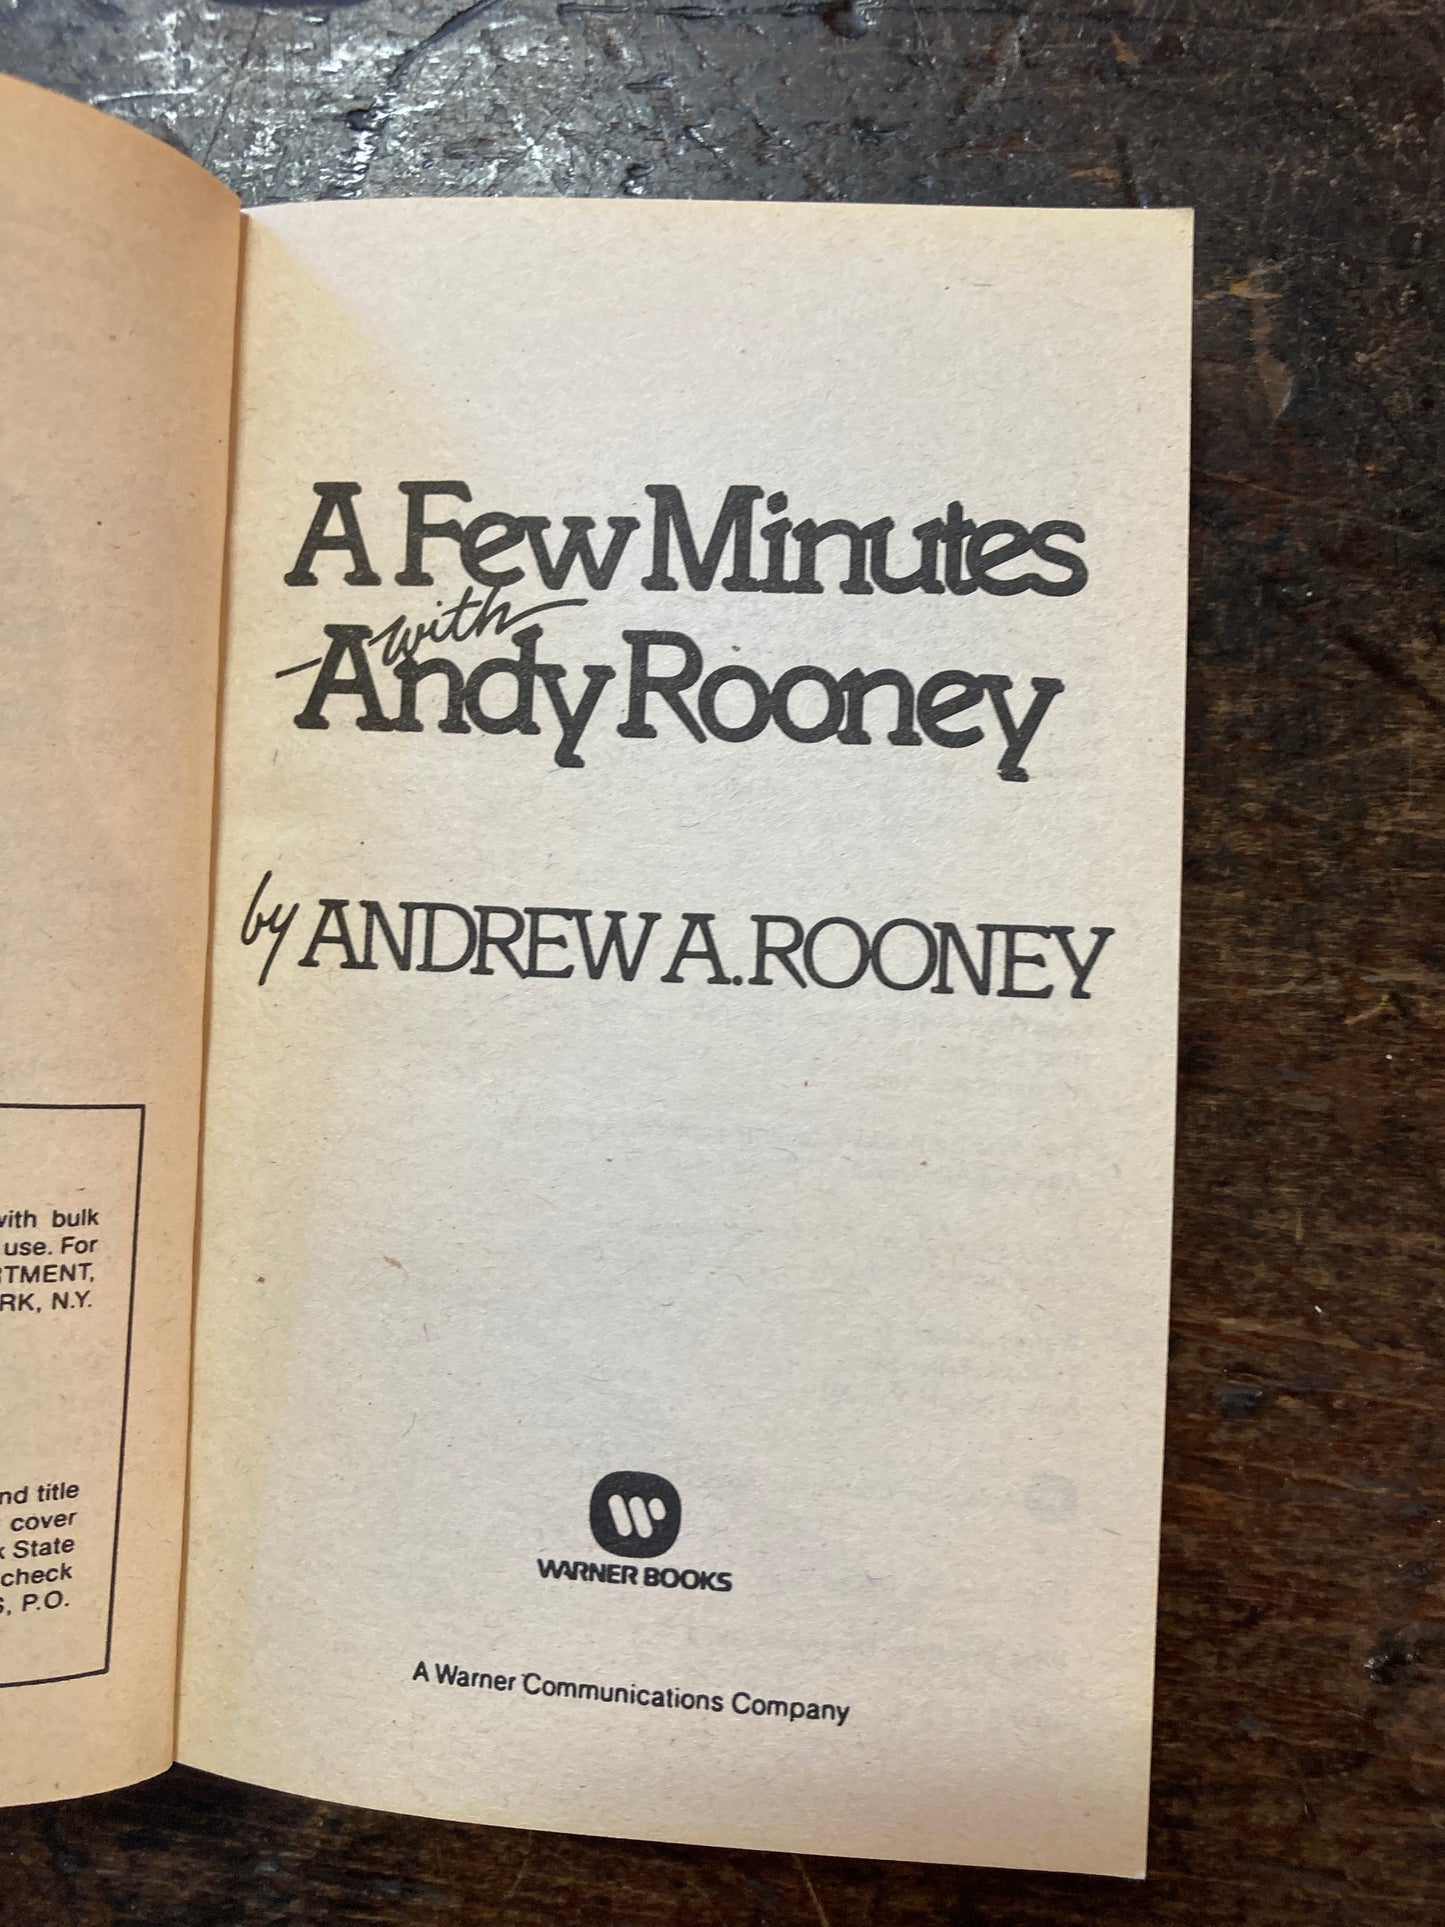 with bulk
use. For
RTMENT,
RK, N.Y.
nd title
cover
State
check
S, P.O.
A Few Minutes
with
Andy Rooney
by ANDREW A. ROONEY
WARNER BOOKS
A Warner Communications Company